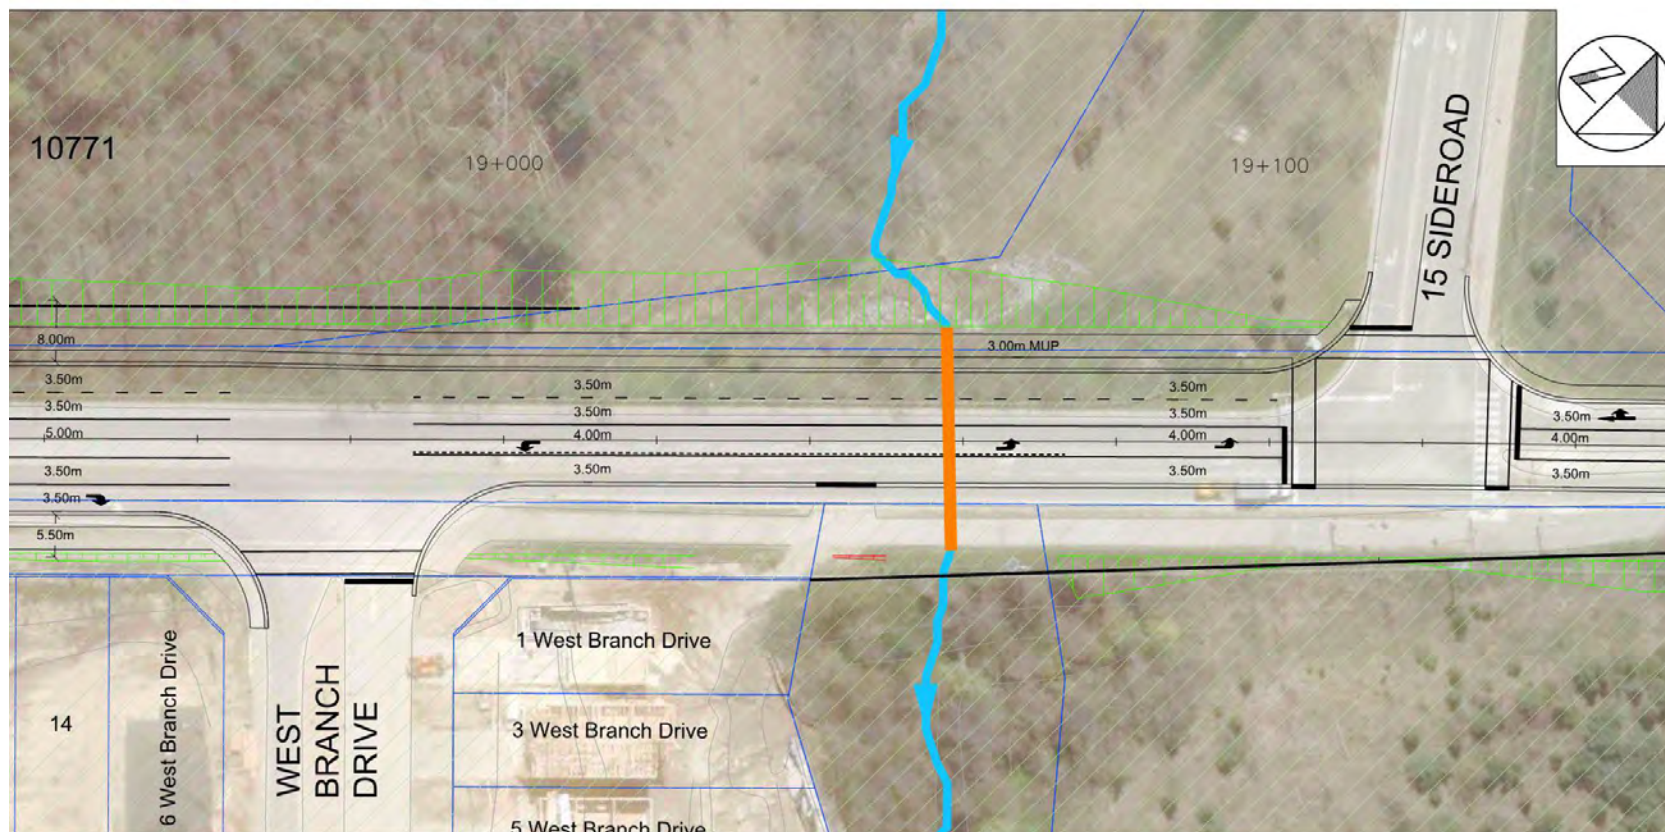 10771
19+000
19+100
15 SIDEROAD
8.00m
3.00m MUP
3.50m
3.50m
3.50m
3.50m
3.50m
3.50m
3.50m
5.00m
4.00m
4.00m
4.00m
3.50m
3.50m
3.50m
3.50m
3.50m
5.50m
1 West Branch Drive
3 West Branch Drive
5 West Branch Drive
14
6 West Branch Drive
WEST
BRANCH
DRIVE